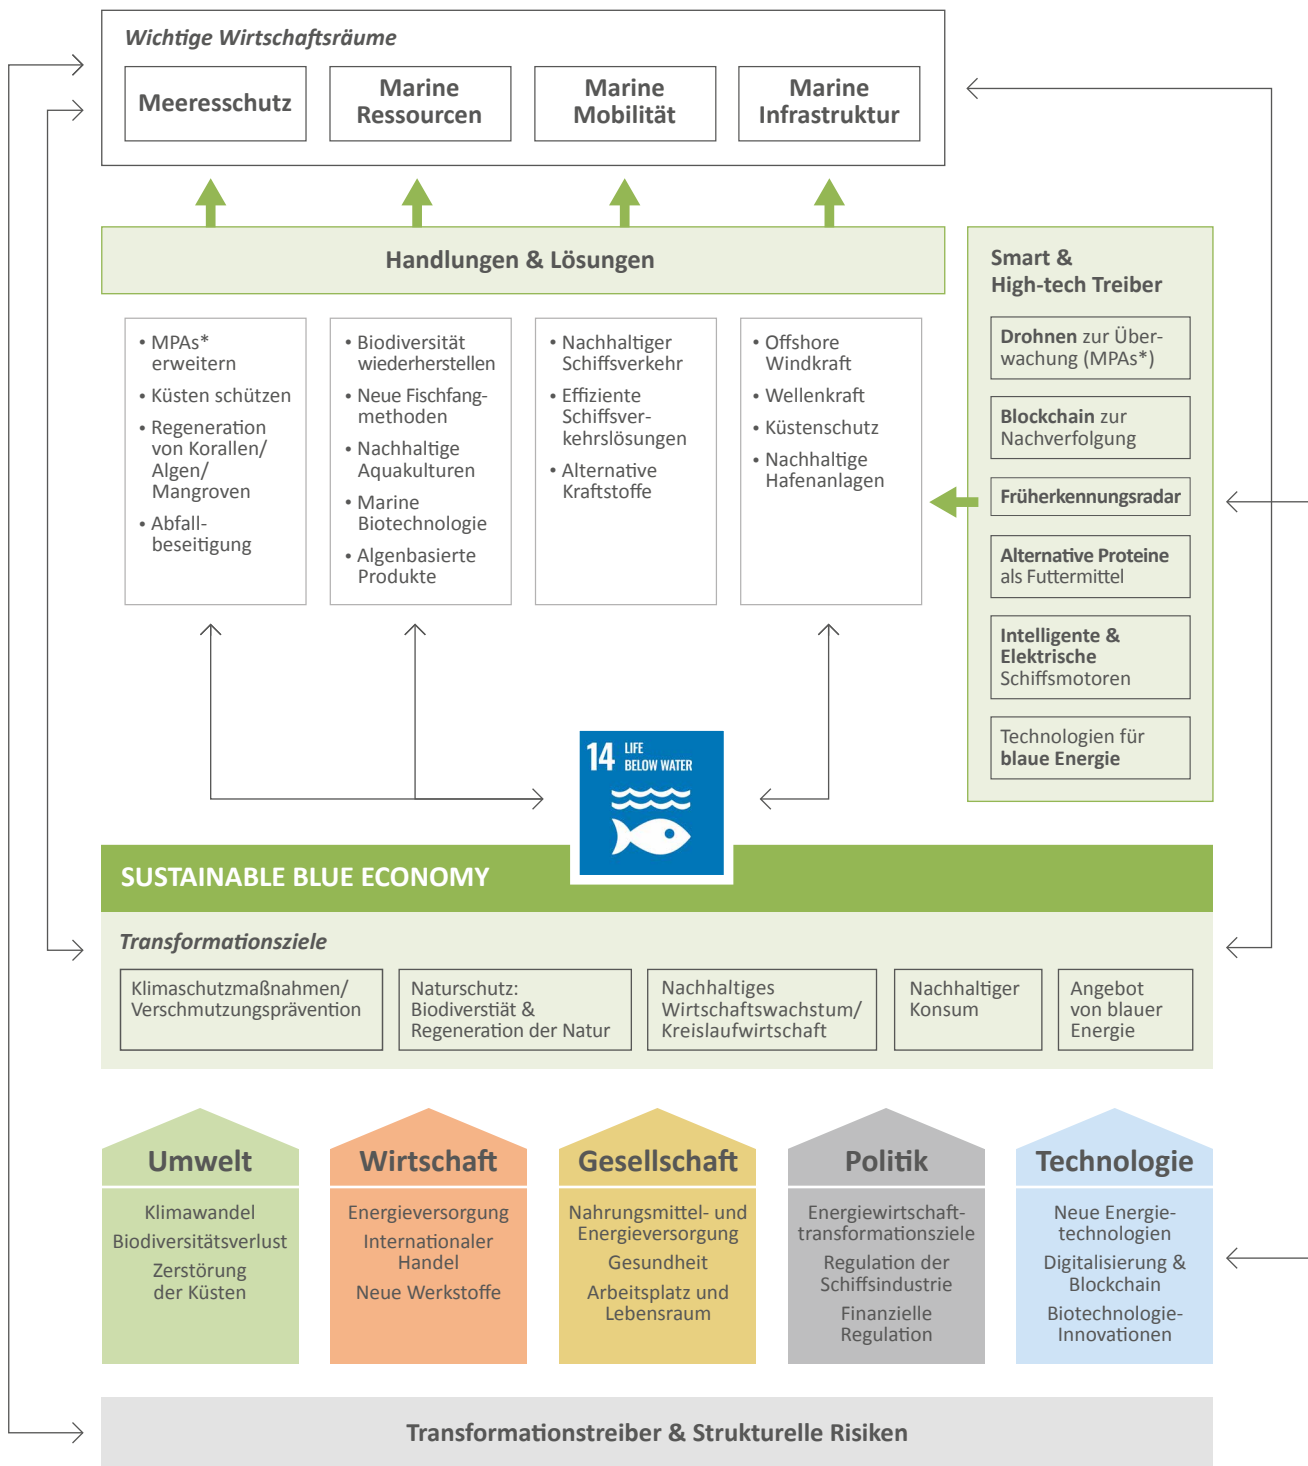 Wichtige Wirtschaftsräume
Meeresschutz
Marine
Ressourcen
Marine
Mobilität
Marine
Infrastruktur
Handlungen & Lösungen
• MPAs*
erweitern
• Küsten schützen
• Regeneration
von Korallen/
Algen/
Mangroven
• Abfall-
beseitigung
• Biodiversität
wiederherstellen
• Neue Fischfang-
methoden
• Nachhaltige
Aquakulturen
• Marine
Biotechnologie
• Algenbasierte
Produkte
• Nachhaltiger
Schiffsverkehr
• Effiziente
Schiffsver-
kehrslösungen
• Alternative
Kraftstoffe
• Offshore
Windkraft
• Wellenkraft
• Küstenschutz
• Nachhaltige
Hafenanlagen
Smart &
High-tech Treiber
Drohnen zur Über-
wachung (MPAs*)
Blockchain zur
Nachverfolgung
Früherkennungsradar
Alternative Proteine
als Futtermittel
Intelligente &
Elektrische
Schiffsmotoren
Technologien für
blaue Energie
14 LIFE
BELOW WATER
SUSTAINABLE BLUE ECONOMY
Transformationsziele
Klimaschutzmaßnahmen/
Verschmutzungsprävention
Naturschutz:
Biodiverstiät &
Regeneration der Natur
Nachhaltiges
Wirtschaftswachstum/
Kreislaufwirtschaft
Nachhaltiger
Konsum
Angebot
von blauer
Energie
Umwelt
Klimawandel
Biodiversitätsverlust
Zerstörung
der Küsten
Wirtschaft
Energieversorgung
Internationaler
Handel
Neue Werkstoffe
Gesellschaft
Nahrungsmittel- und
Energieversorgung
Gesundheit
Arbeitsplatz und
Lebensraum
Politik
Energiewirtschaft-
transformationsziele
Regulation der
Schiffsindustrie
Finanzielle
Regulation
Technologie
Neue Energie-
technologien
Digitalisierung &
Blockchain
Biotechnologie-
Innovationen
Transformationstreiber & Strukturelle Risiken